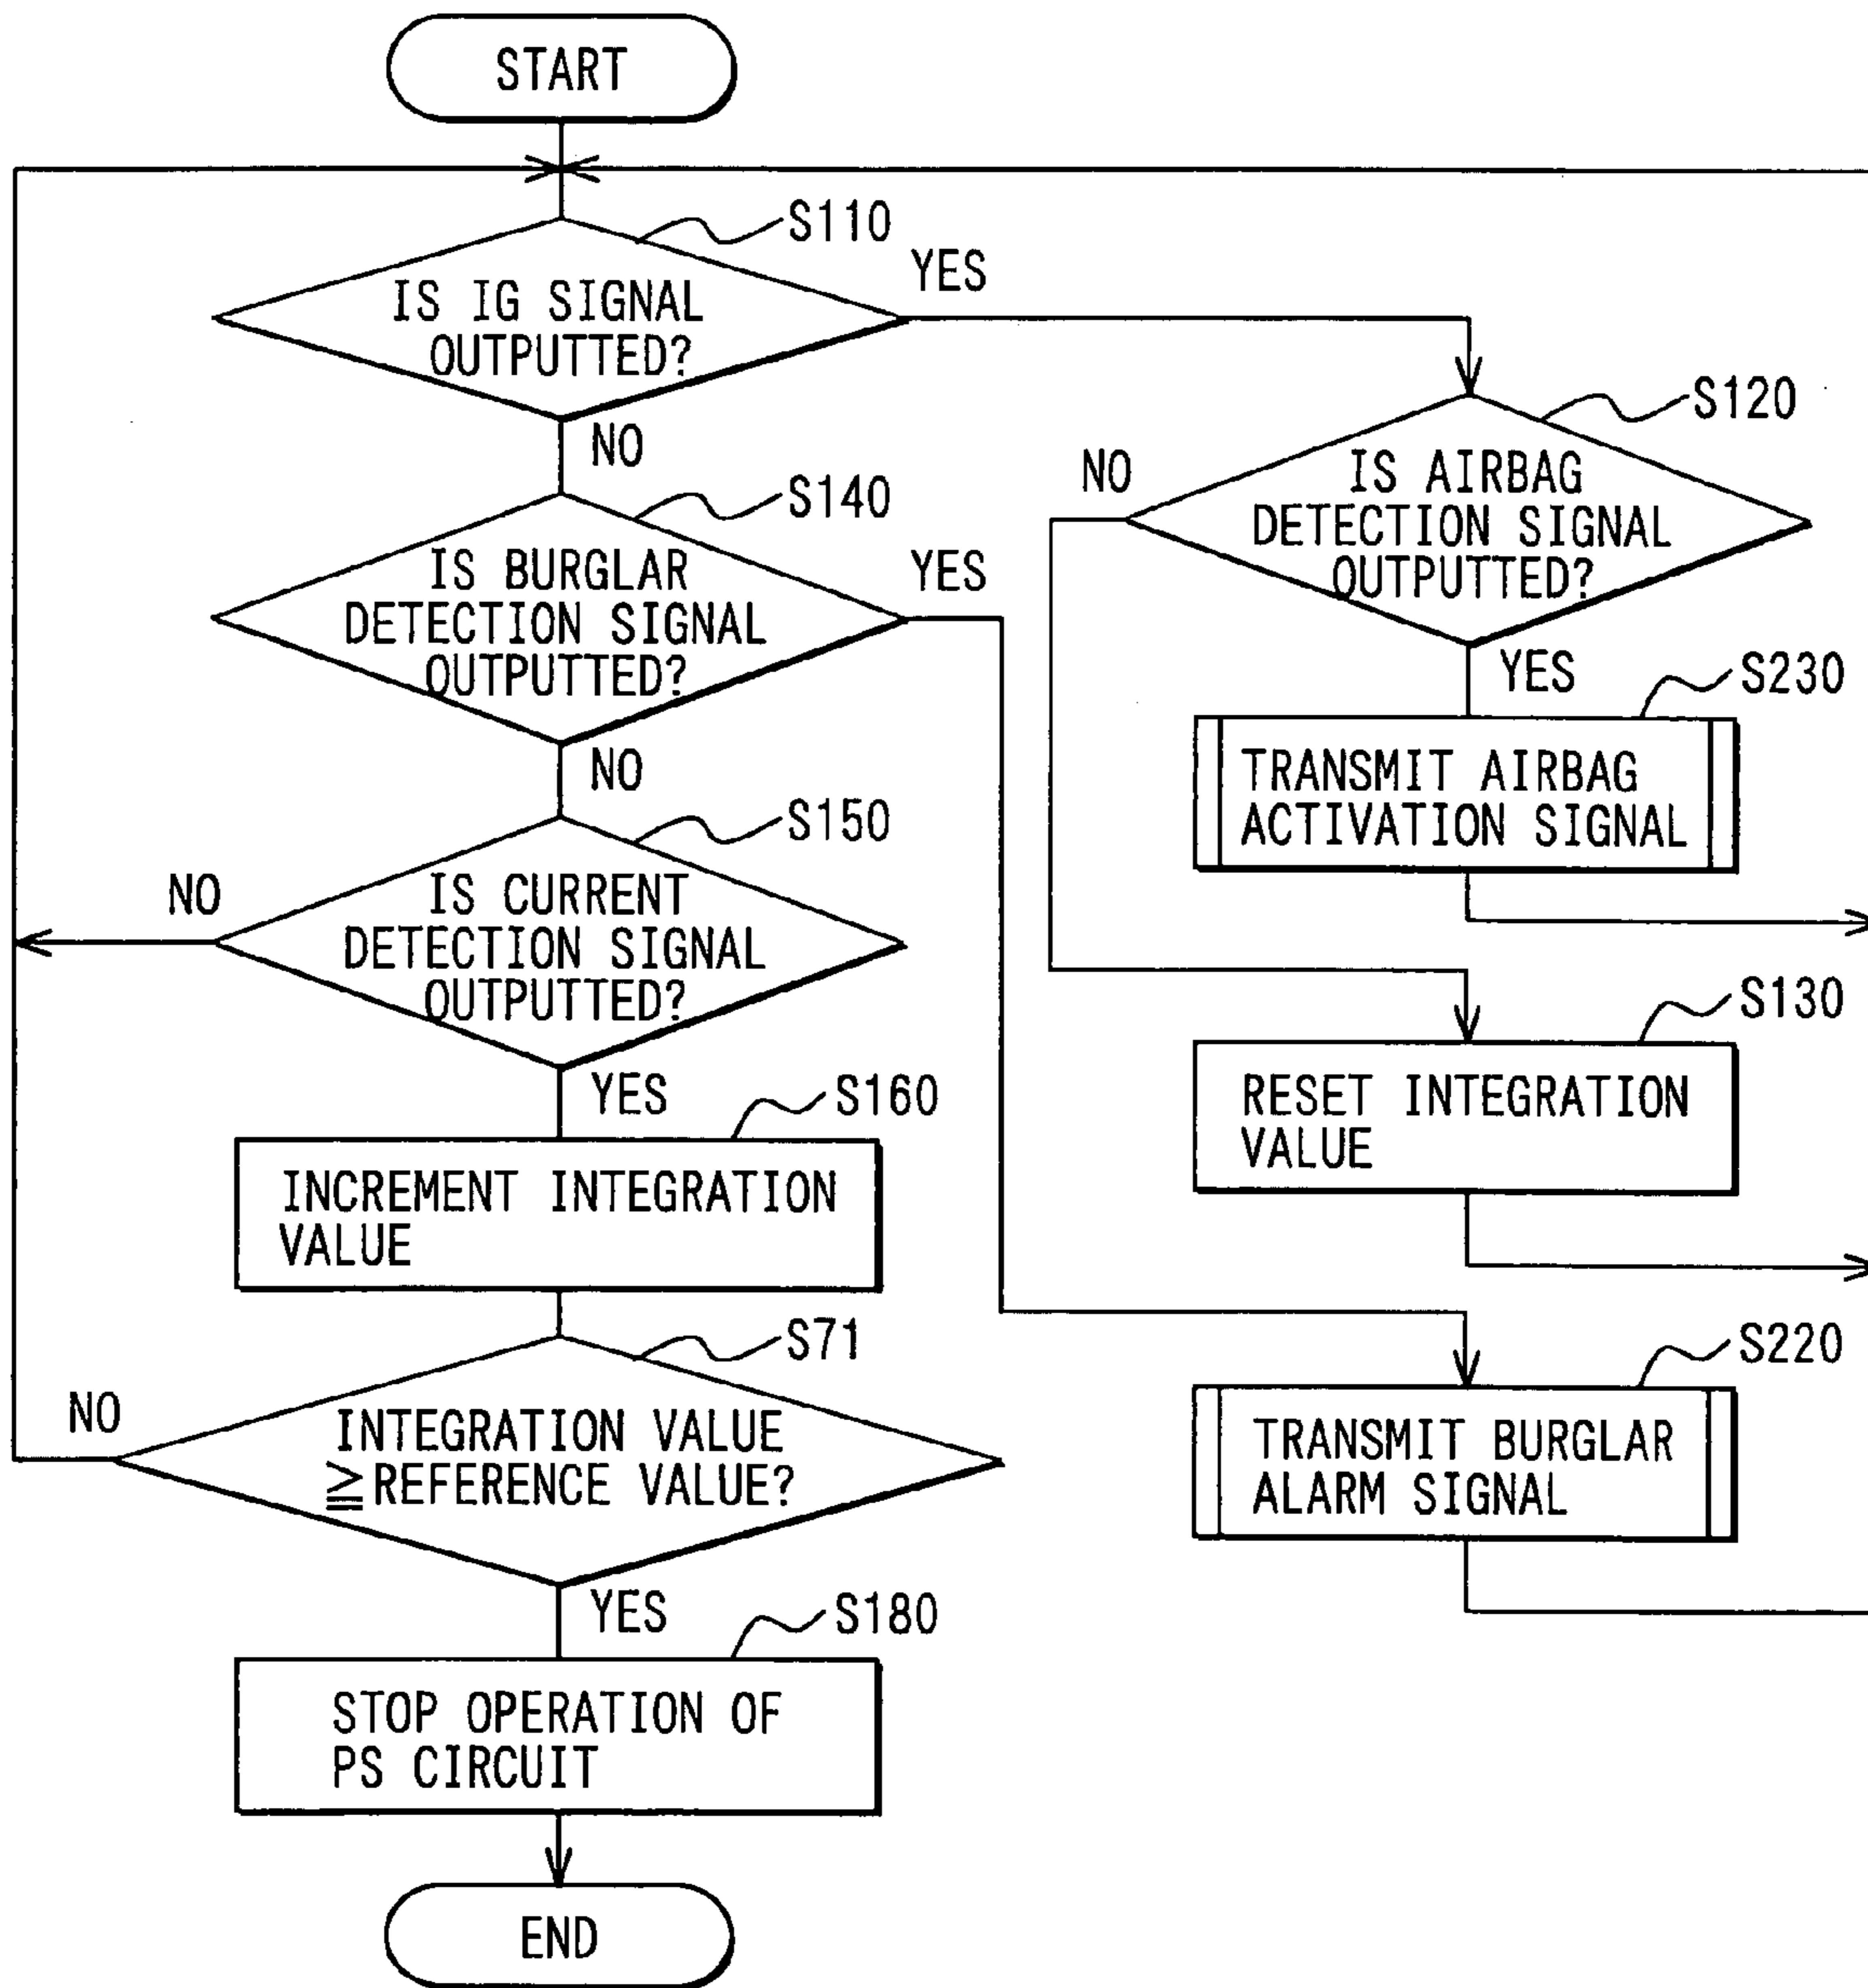 START
S110
IS IG SIGNAL
OUTPUTTED?
YES
NO
S120
IS AIRBAG
DETECTION SIGNAL
OUTPUTTED?
NO
YES
S140
IS BURGLAR
DETECTION SIGNAL
OUTPUTTED?
YES
NO
S230
TRANSMIT AIRBAG
ACTIVATION SIGNAL
S150
IS CURRENT
DETECTION SIGNAL
OUTPUTTED?
NO
YES
S130
RESET INTEGRATION
VALUE
S160
INCREMENT INTEGRATION
VALUE
S71
INTEGRATION VALUE
≧REFERENCE VALUE?
NO
YES
S220
TRANSMIT BURGLAR
ALARM SIGNAL
S180
STOP OPERATION OF
PS CIRCUIT
END